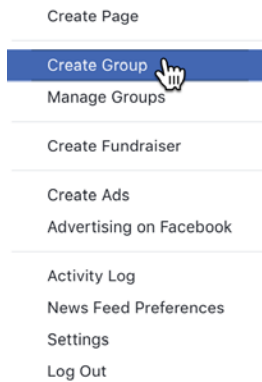 Create Page
Create Group
Manage Groups
Create Fundraiser
Create Ads
Advertising on Facebook
Activity Log
News Feed Preferences
Settings
Log Out